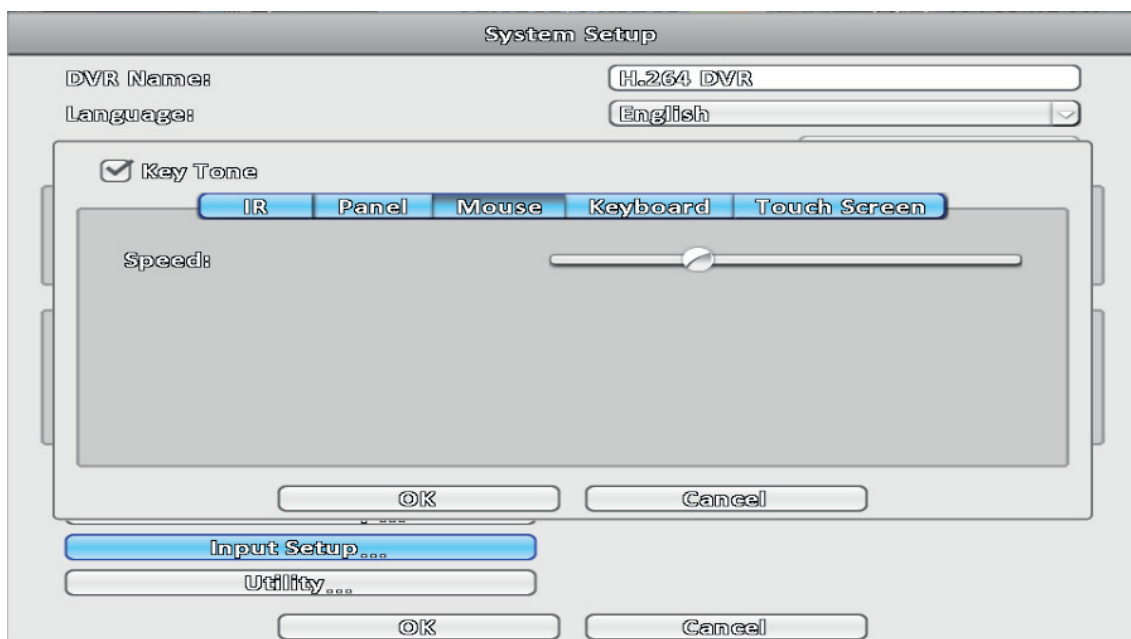 System Setup
DVR Name: H.264 DVR
Language: English
Key Tone
IR Panel Mouse Keyboard Touch Screen
Speed:
OK Cancel
Input Setup...
Utility...
OK Cancel